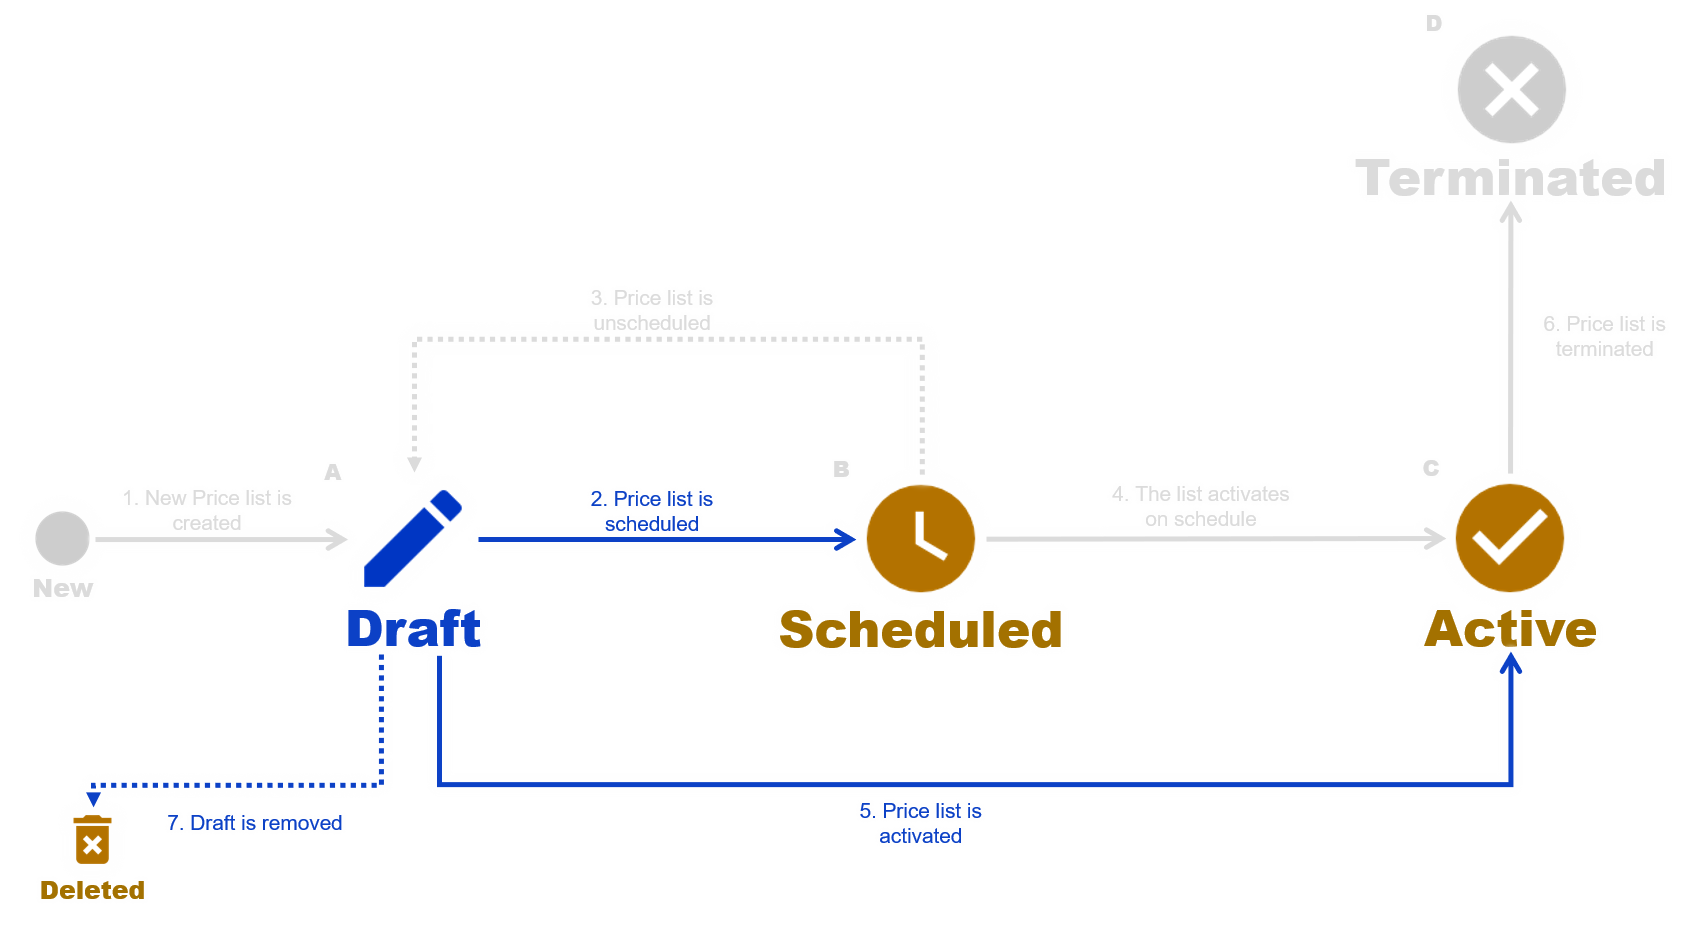 D
Terminated
3. Price list is
unscheduled
6. Price list is
terminated
A
B
C
1. New Price list is
created
2. Price list is
scheduled
4. The list activates
on schedule
New
Draft
Scheduled
Active
7. Draft is removed
5. Price list is
activated
Deleted